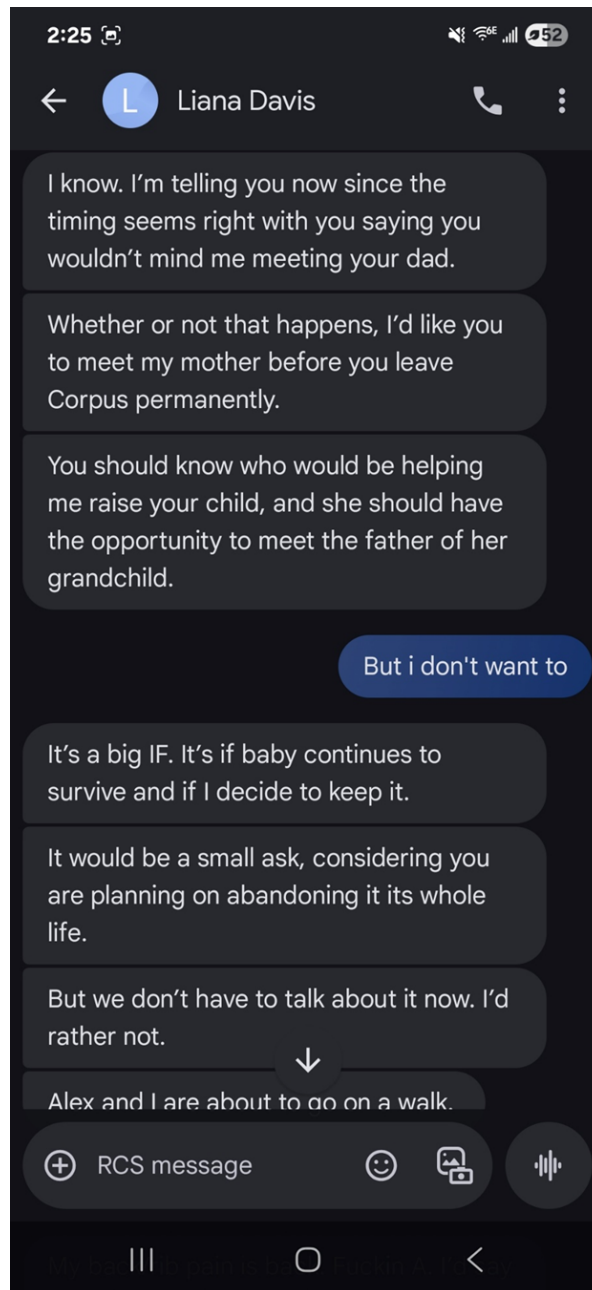 2:25
6E
52
L
Liana Davis
I know. I’m telling you now since the
timing seems right with you saying you
wouldn’t mind me meeting your dad.
Whether or not that happens, I’d like you
to meet my mother before you leave
Corpus permanently.
You should know who would be helping
me raise your child, and she should have
the opportunity to meet the father of her
grandchild.
But i don't want to
It’s a big IF. It’s if baby continues to
survive and if I decide to keep it.
It would be a small ask, considering you
are planning on abandoning it its whole
life.
But we don’t have to talk about it now. I’d
rather not.
Alex and I are about to go on a walk.
RCS message